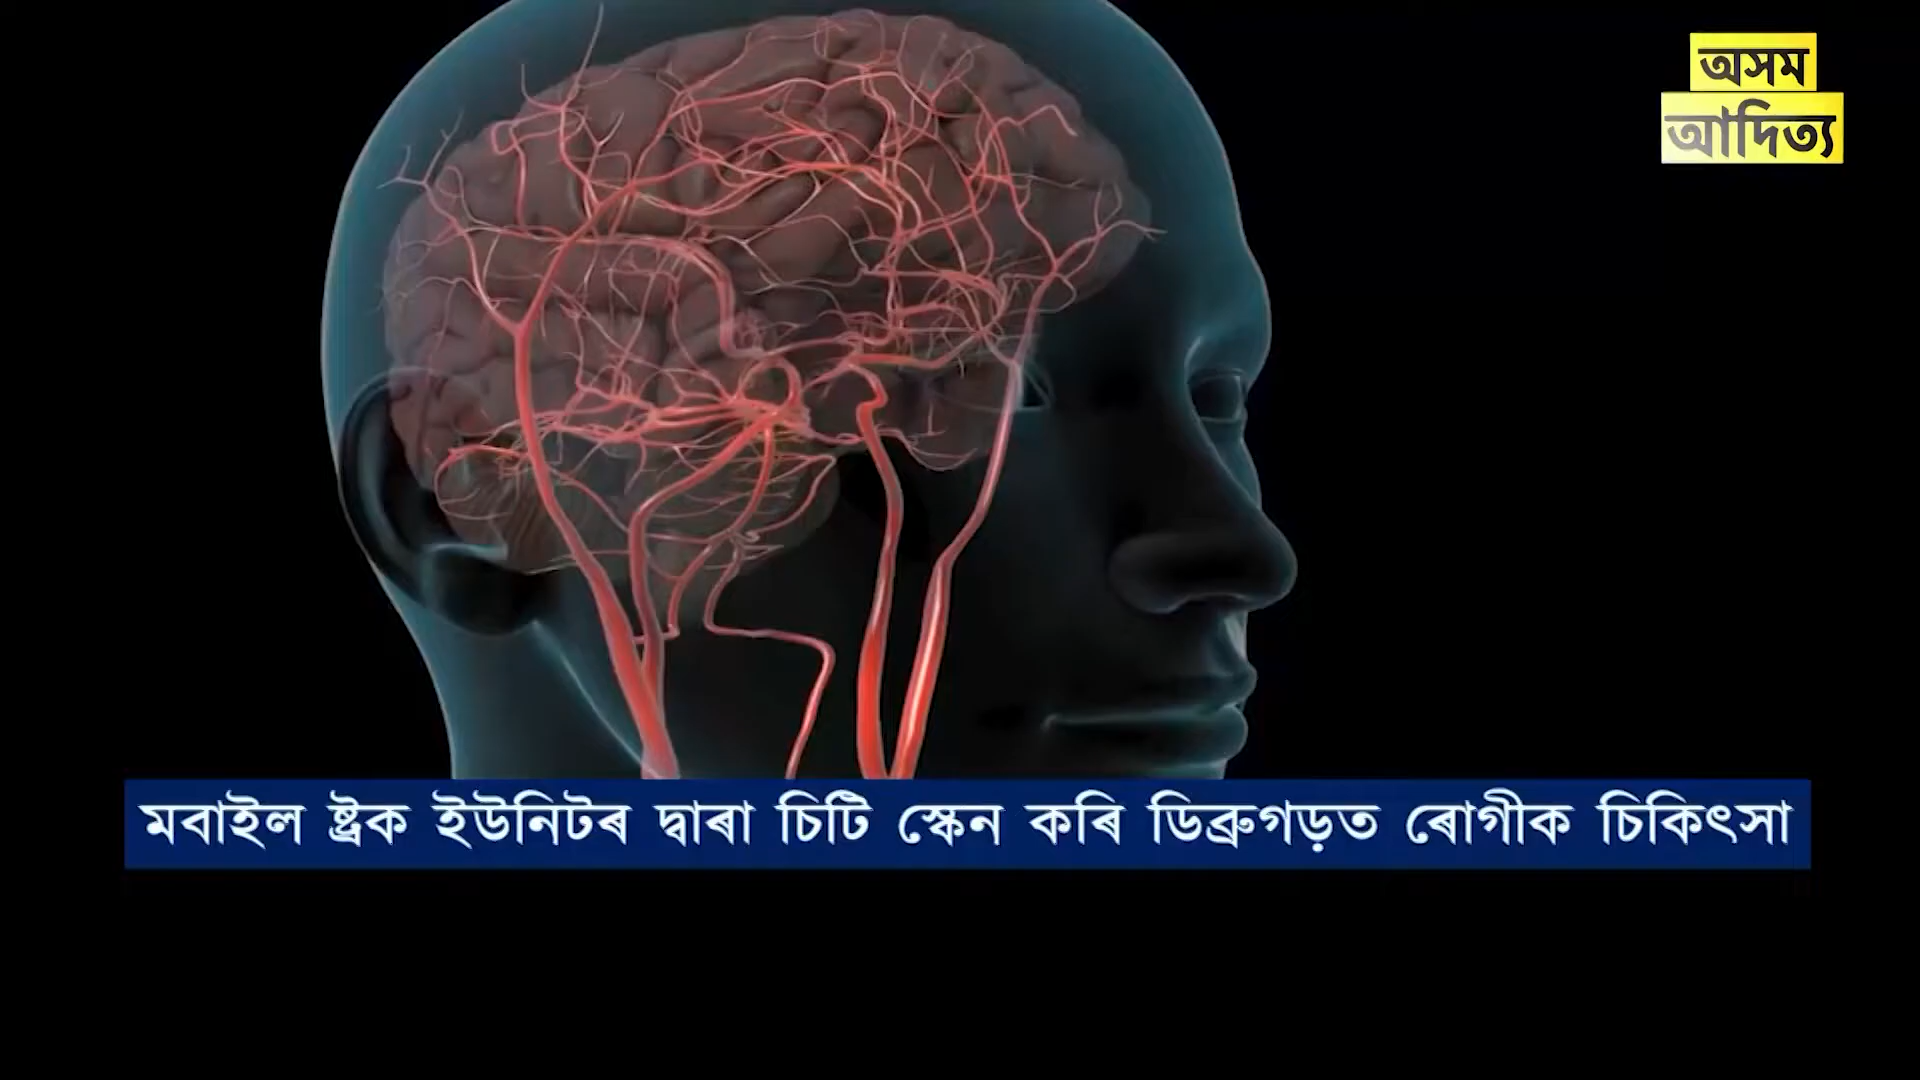 অসম
আদিত্য
মবাইল ষ্ট্ৰক ইউনিটৰ দ্বাৰা চিটি স্কেন কৰি ডিব্ৰুগড়ত ৰোগীক চিকিৎসা